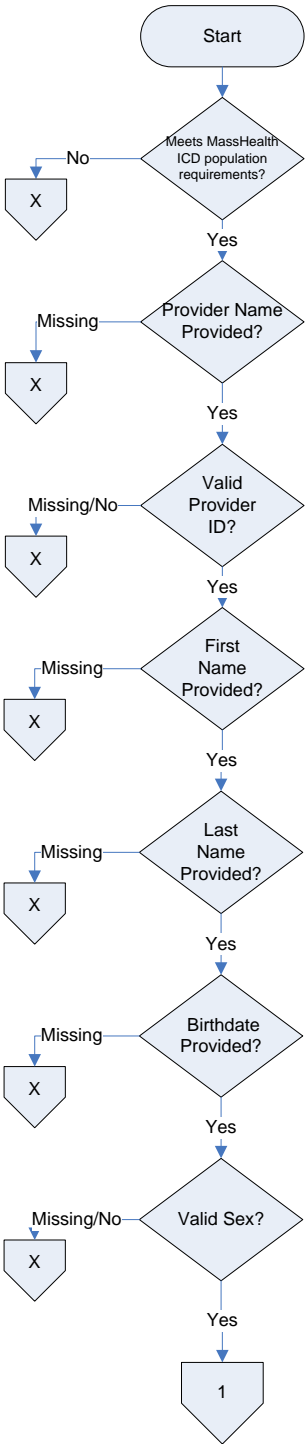 Start
Meets MassHealth
ICD population
requirements?
No
X
Yes
Provider Name
Provided?
Missing
X
Yes
Valid
Provider
ID?
Missing/No
X
Yes
First
Name
Provided?
Missing
X
Yes
Last
Name
Provided?
Missing
X
Yes
Birthdate
Provided?
Missing
X
Yes
Valid Sex?
Missing/No
X
Yes
1